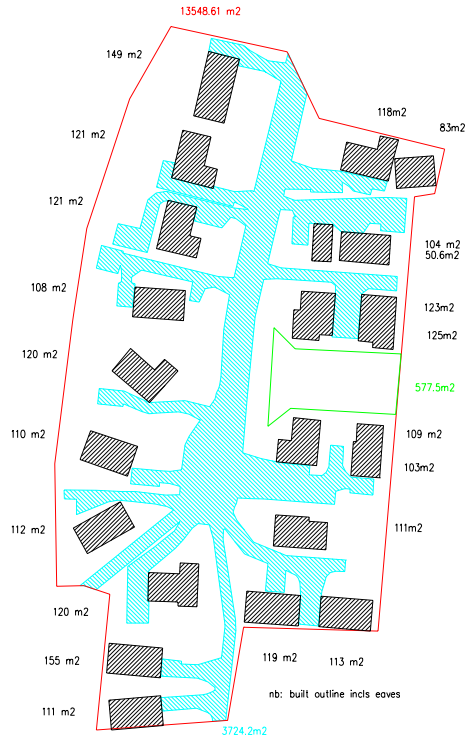 13548.61 m2
149 m2
118m2
83m2
121 m2
121 m2
104 m2
50.6m2
108 m2
123m2
125m2
120 m2
577.5m2
110 m2
109 m2
103m2
112 m2
111m2
120 m2
155 m2
119 m2
113 m2
nb: built outline incls eaves
111 m2
3724.2m2